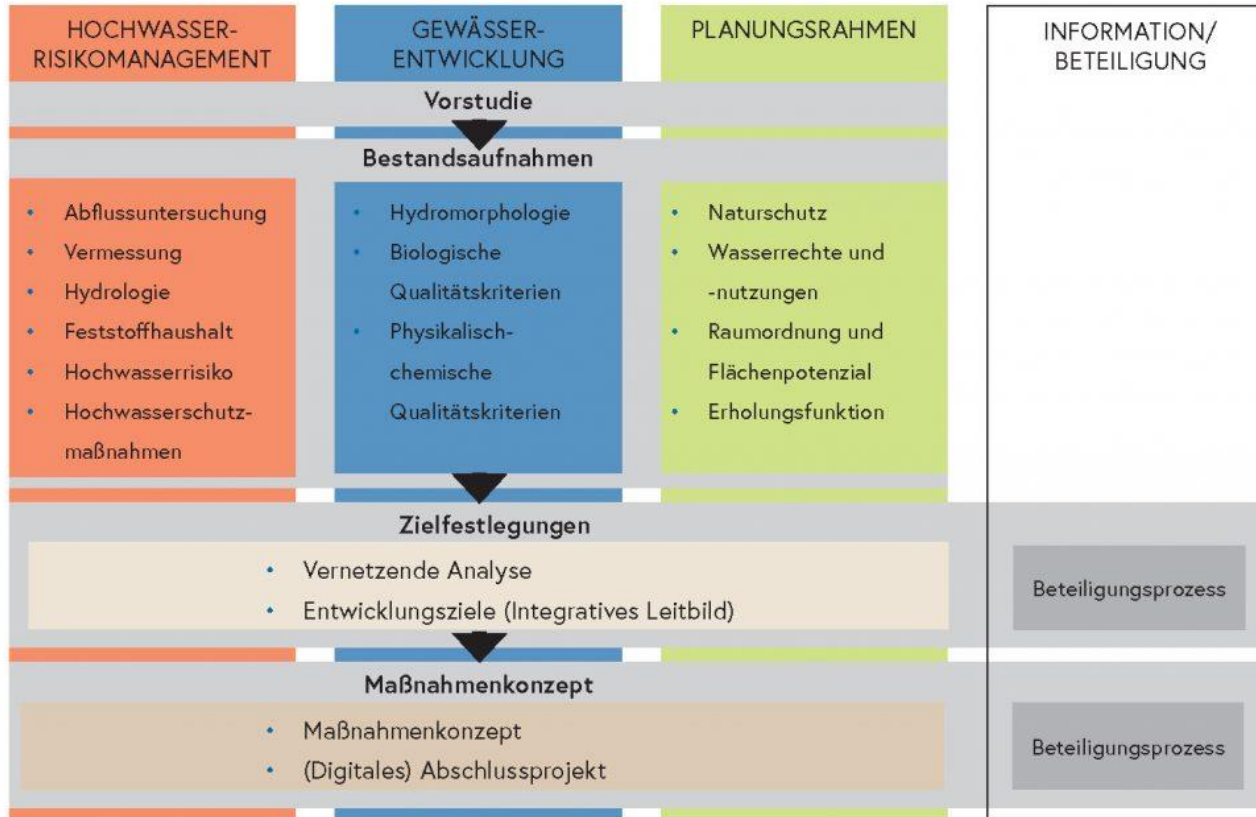 HOCHWASSER-
RISIKOMANAGEMENT
GEWÄSSER-
ENTWICKLUNG
PLANUNGSRAHMEN
INFORMATION/
BETEILIGUNG
Vorstudie
Bestandsaufnahmen
• Abflussuntersuchung
• Vermessung
• Hydrologie
• Feststoffhaushalt
• Hochwasserrisiko
• Hochwasserschutz-
maßnahmen
• Hydromorphologie
• Biologische
Qualitätskriterien
• Physikalisch-
chemische
Qualitätskriterien
• Naturschutz
• Wasserrechte und
-nutzungen
• Raumordnung und
Flächenpotenzial
• Erholungsfunktion
Zielfestlegungen
• Vernetzende Analyse
• Entwicklungsziele (Integratives Leitbild)
Beteiligungsprozess
Maßnahmenkonzept
• Maßnahmenkonzept
• (Digitales) Abschlussprojekt
Beteiligungsprozess